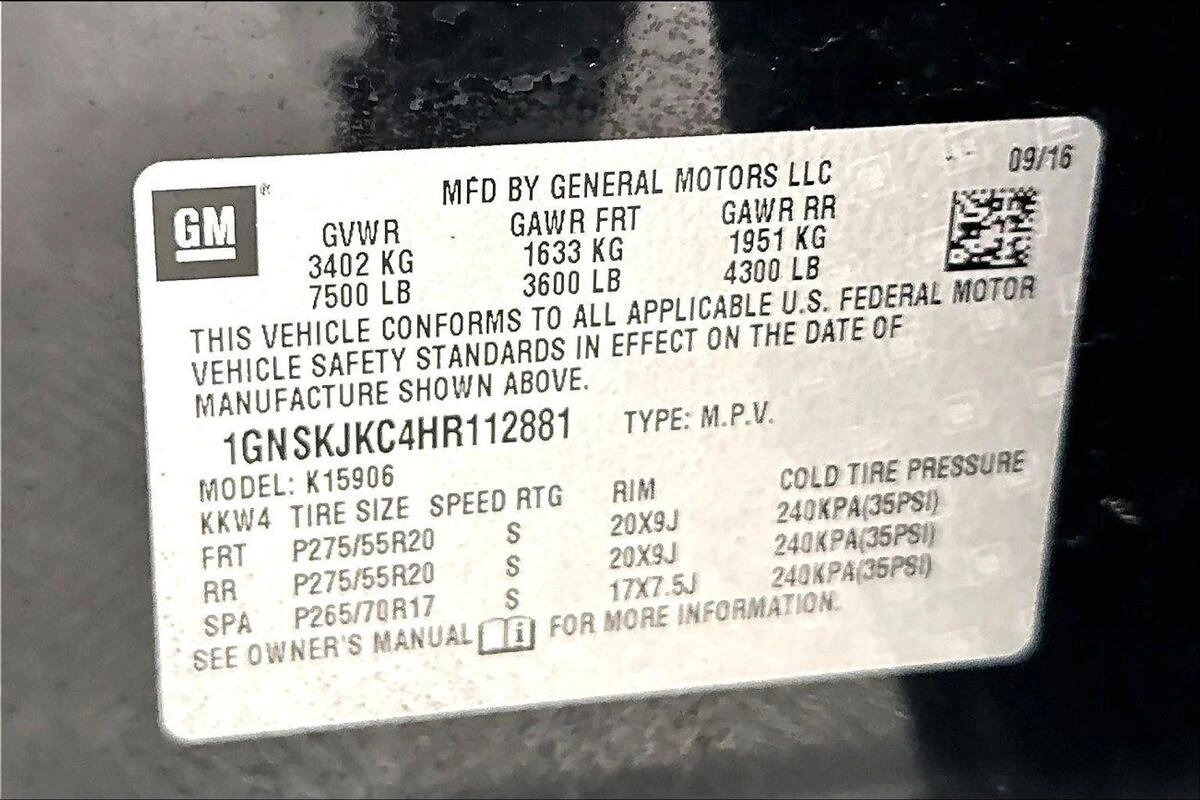 09/16
GM®
MFD BY GENERAL MOTORS LLC
GVWR GAWR FRT GAWR RR
3402 KG 1633 KG 1951 KG
7500 LB 3600 LB 4300 LB
THIS VEHICLE CONFORMS TO ALL APPLICABLE U.S. FEDERAL MOTOR
VEHICLE SAFETY STANDARDS IN EFFECT ON THE DATE OF
MANUFACTURE SHOWN ABOVE.
1GNSKJKC4HR112881 TYPE: M.P.V.
MODEL: K15906
KKW4 TIRE SIZE SPEED RTG RIM COLD TIRE PRESSURE
FRT P275/55R20 S 20X9J 240KPA(35PSI)
RR P275/55R20 S 20X9J 240KPA(35PSI)
SPA P265/70R17 S 17X7.5J 240KPA(35PSI)
SEE OWNER'S MANUAL FOR MORE INFORMATION.